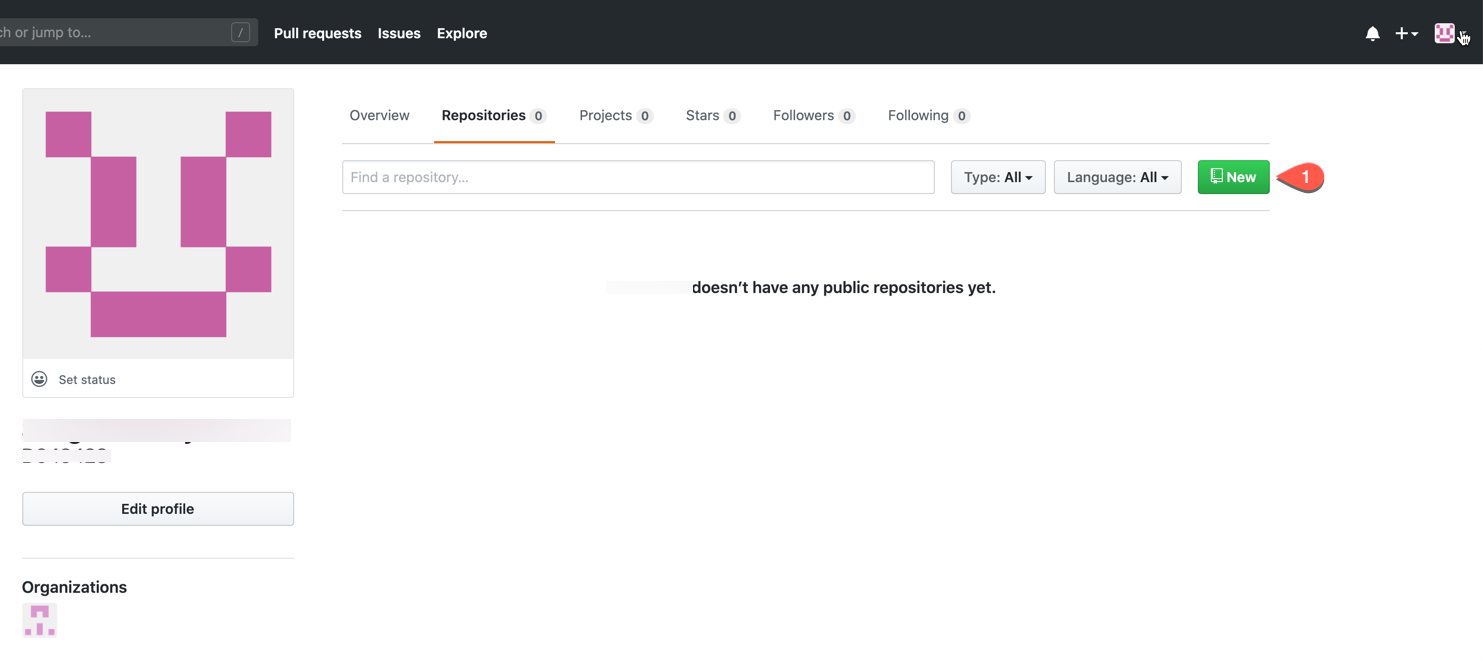 ch or jump to... /
Pull requests Issues Explore
Overview Repositories 0 Projects 0 Stars 0 Followers 0 Following 0
Find a repository...
Type: All
Language: All
New
1
doesn't have any public repositories yet.
Set status
Edit profile
Organizations